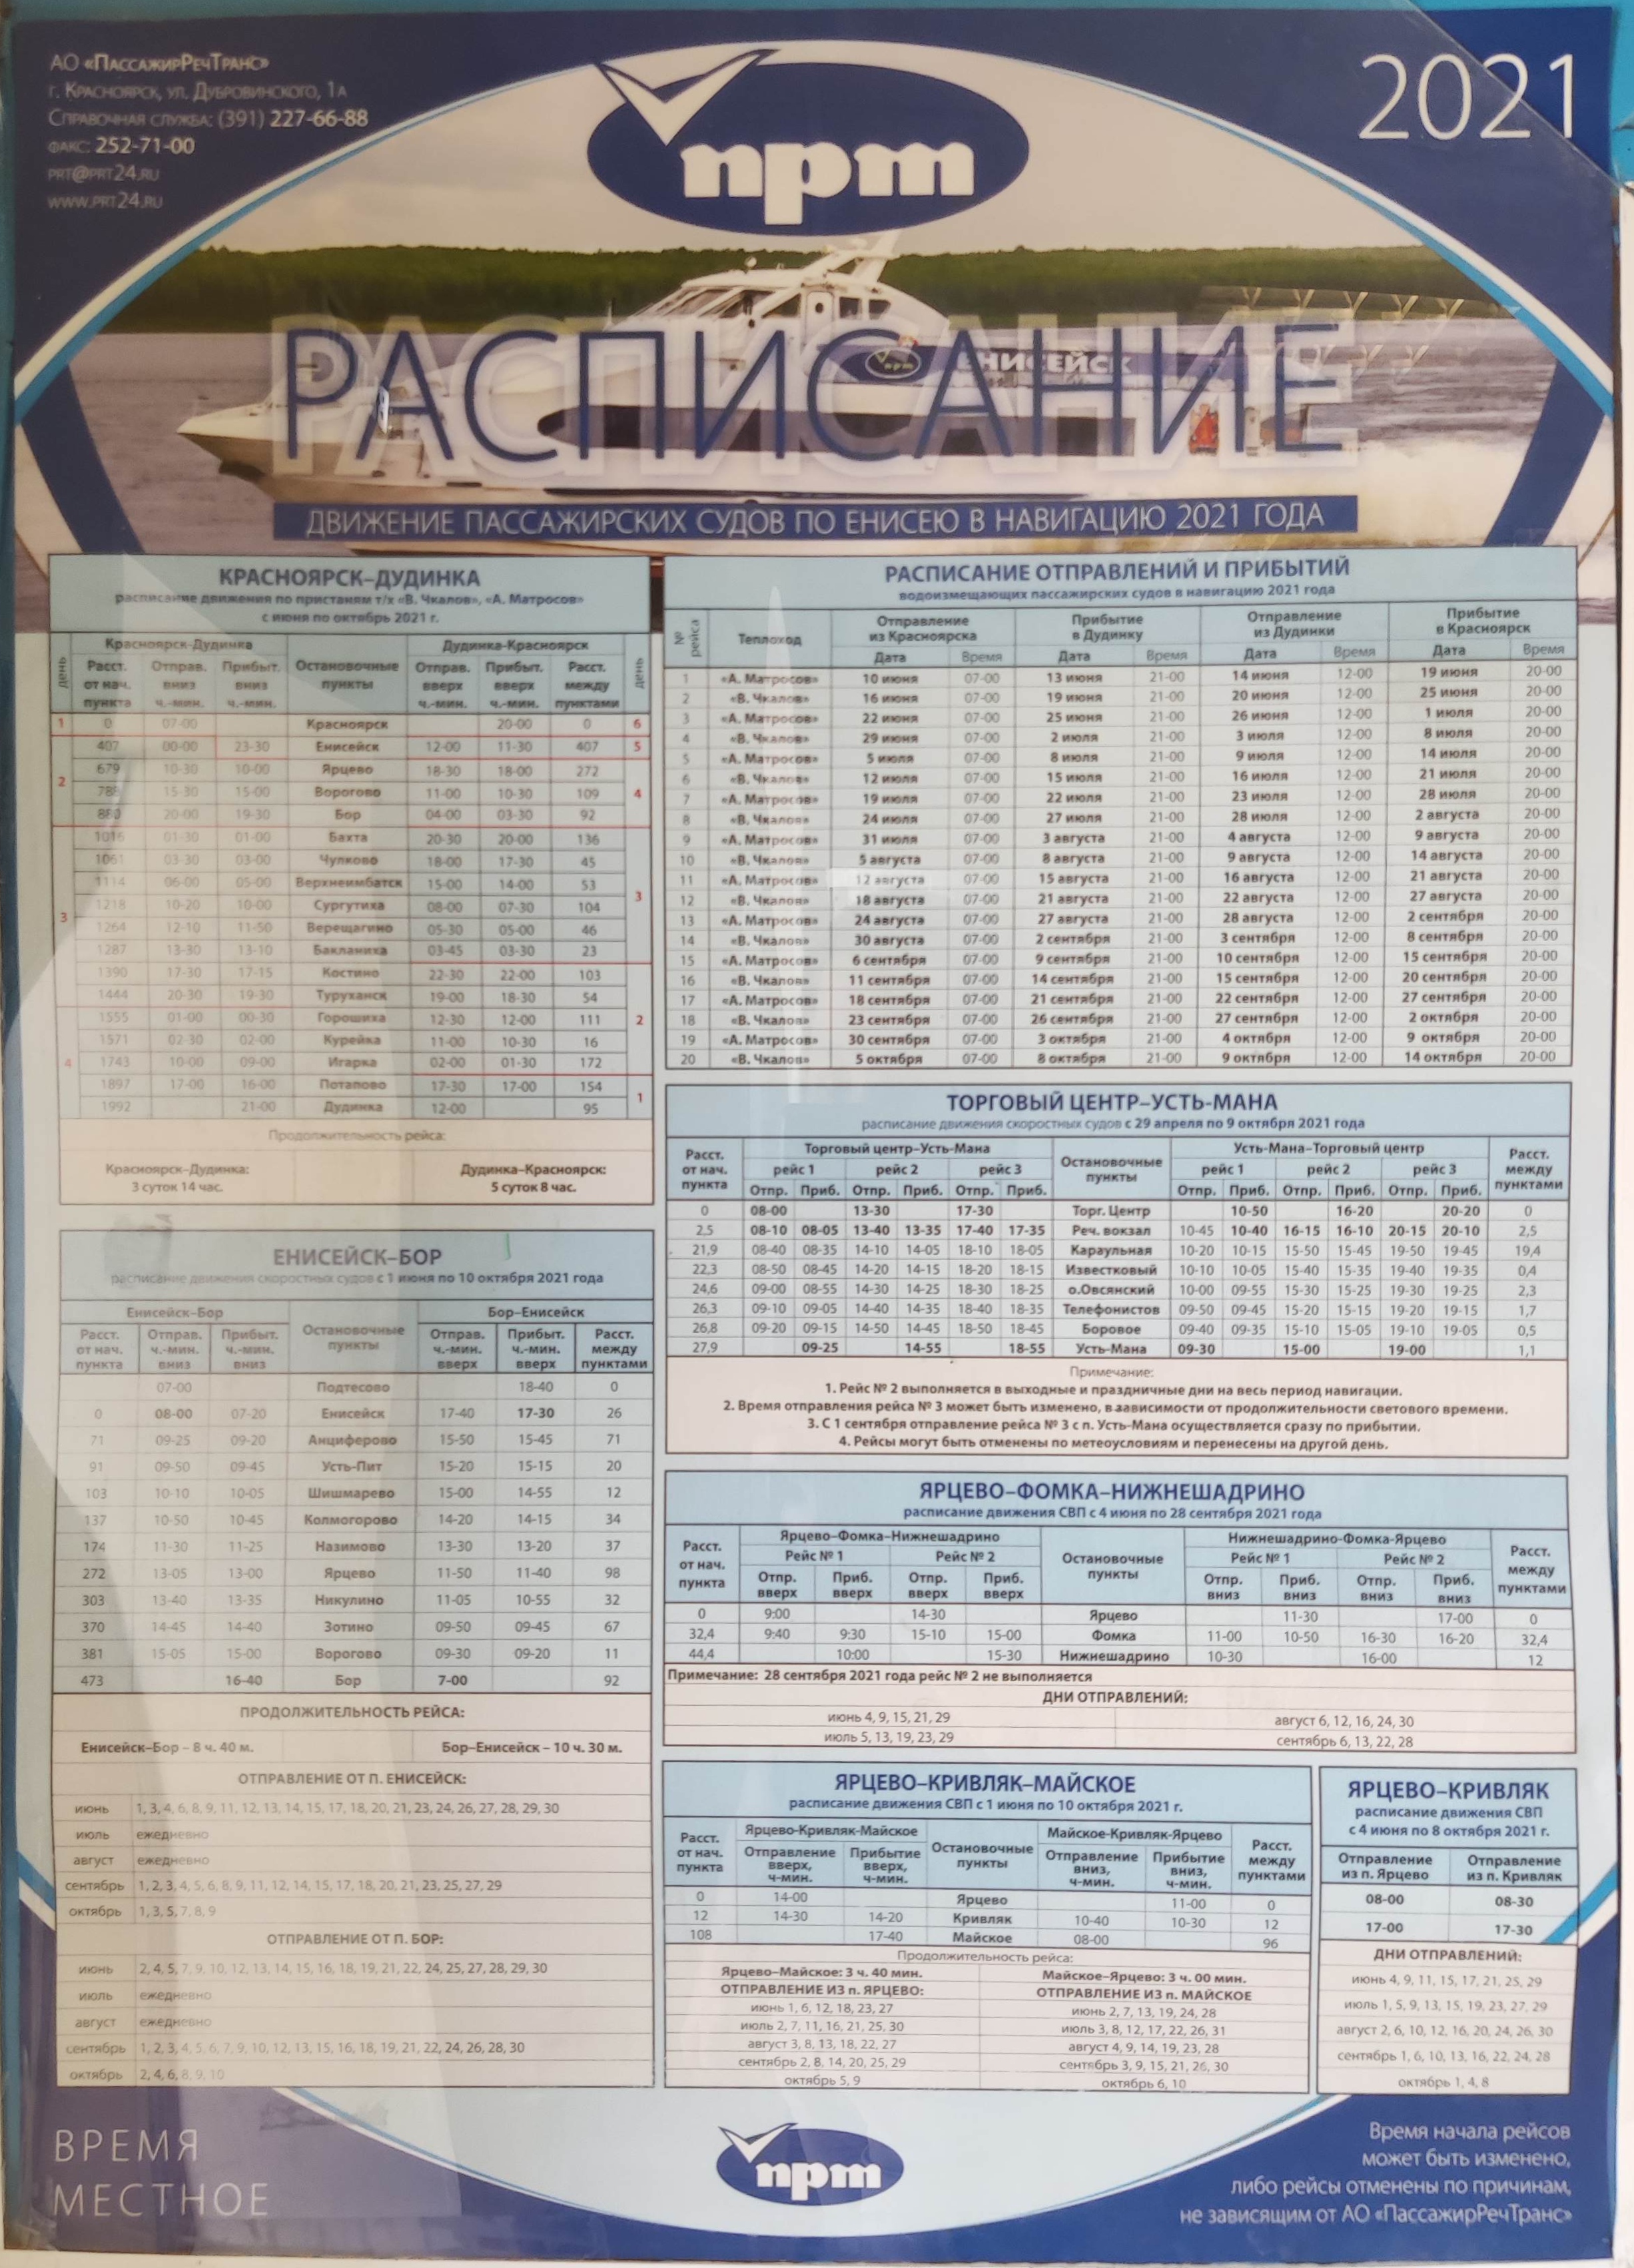 АО «ПассажирРечТранс»
г. Красноярск, ул. Дубровинского, 1а
Справочная служба: (391) 227-66-88
факс: 252-71-00
prt@prt24.ru
www.prt24.ru
2021
прт
ЕНИСЕЙСК
РАСПИСАНИЕ
ДВИЖЕНИЕ ПАССАЖИРСКИХ СУДОВ ПО ЕНИСЕЮ В НАВИГАЦИЮ 2021 ГОДА
КРАСНОЯРСК–ДУДИНКА
расписание движения по пристаням т/х «В. Чкалов», «А. Матросов»
с июня по октябрь 2021 г.
день Красноярск-Дудинка Остановочные пункты Дудинка-Красноярск день
Расст. от нач. пункта Отправ. вниз ч.-мин. Прибыт. вниз ч.-мин. Отправ. вверх ч.-мин. Прибыт. вверх ч.-мин. Расст. между пунктами
1 0 07-00 Красноярск 20-00 0 6
407 00-00 23-30 Енисейск 12-00 11-30 407 5
2 679 10-30 10-00 Ярцево 18-30 18-00 272
788 15-30 15-00 Ворогово 11-00 10-30 109 4
880 20-00 19-30 Бор 04-00 03-30 92
1016 01-30 01-00 Бахта 20-30 20-00 136
1061 03-30 03-00 Чулково 18-00 17-30 45
1114 06-00 05-00 Верхнеимбатск 15-00 14-00 53
3 1218 10-20 10-00 Сургутиха 08-00 07-30 104 3
1264 12-10 11-50 Верещагино 05-30 05-00 46
1287 13-30 13-10 Бакланиха 03-45 03-30 23
1390 17-30 17-15 Костино 22-30 22-00 103
1444 20-30 19-30 Туруханск 19-00 18-30 54
1555 01-00 00-30 Горошиха 12-30 12-00 111 2
1571 02-30 02-00 Курейка 11-00 10-30 16
4 1743 10-00 09-00 Игарка 02-00 01-30 172
1897 17-00 16-00 Потапово 17-30 17-00 154
1992 21-00 Дудинка 12-00 95 1
Продолжительность рейса:
Красноярск–Дудинка: 3 суток 14 час.
Дудинка–Красноярск: 5 суток 8 час.
ЕНИСЕЙСК–БОР
расписание движения скоростных судов с 1 июня по 10 октября 2021 года
Енисейск–Бор Остановочные пункты Бор–Енисейск
Расст. от нач. пункта Отправ. ч.-мин. вниз Прибыт. ч.-мин. вниз Отправ. ч.-мин. вверх Прибыт. ч.-мин. вверх Расст. между пунктами
07-00 Подтесово 18-40 0
0 08-00 07-20 Енисейск 17-40 17-30 26
71 09-25 09-20 Анциферово 15-50 15-45 71
91 09-50 09-45 Усть-Пит 15-20 15-15 20
103 10-10 10-05 Шишмарево 15-00 14-55 12
137 10-50 10-45 Колмогорово 14-20 14-15 34
174 11-30 11-25 Назимово 13-30 13-20 37
272 13-05 13-00 Ярцево 11-50 11-40 98
303 13-40 13-35 Никулино 11-05 10-55 32
370 14-45 14-40 Зотино 09-50 09-45 67
381 15-05 15-00 Ворогово 09-30 09-20 11
473 16-40 Бор 7-00 92
ПРОДОЛЖИТЕЛЬНОСТЬ РЕЙСА:
Енисейск–Бор – 8 ч. 40 м. Бор–Енисейск – 10 ч. 30 м.
ОТПРАВЛЕНИЕ ОТ П. ЕНИСЕЙСК:
июнь 1, 3, 4, 6, 8, 9, 11, 12, 13, 14, 15, 17, 18, 20, 21, 23, 24, 26, 27, 28, 29, 30
июль ежедневно
август ежедневно
сентябрь 1, 2, 3, 4, 5, 6, 8, 9, 11, 12, 14, 15, 17, 18, 20, 21, 23, 25, 27, 29
октябрь 1, 3, 5, 7, 8, 9
ОТПРАВЛЕНИЕ ОТ П. БОР:
июнь 2, 4, 5, 7, 9, 10, 12, 13, 14, 15, 16, 18, 19, 21, 22, 24, 25, 27, 28, 29, 30
июль ежедневно
август ежедневно
сентябрь 1, 2, 3, 4, 5, 6, 7, 9, 10, 12, 13, 15, 16, 18, 19, 21, 22, 24, 26, 28, 30
октябрь 2, 4, 6, 8, 9, 10
РАСПИСАНИЕ ОТПРАВЛЕНИЙ И ПРИБЫТИЙ
водоизмещающих пассажирских судов в навигацию 2021 года
№ рейса Теплоход Отправление из Красноярска Прибытие в Дудинку Отправление из Дудинки Прибытие в Красноярск
Дата Время Дата Время Дата Время Дата Время
1 «А. Матросов» 10 июня 07-00 13 июня 21-00 14 июня 12-00 19 июня 20-00
2 «В. Чкалов» 16 июня 07-00 19 июня 21-00 20 июня 12-00 25 июня 20-00
3 «А. Матросов» 22 июня 07-00 25 июня 21-00 26 июня 12-00 1 июля 20-00
4 «В. Чкалов» 29 июня 07-00 2 июля 21-00 3 июля 12-00 8 июля 20-00
5 «А. Матросов» 5 июля 07-00 8 июля 21-00 9 июля 12-00 14 июля 20-00
6 «В. Чкалов» 12 июля 07-00 15 июля 21-00 16 июля 12-00 21 июля 20-00
7 «А. Матросов» 19 июля 07-00 22 июля 21-00 23 июля 12-00 28 июля 20-00
8 «В. Чкалов» 24 июля 07-00 27 июля 21-00 28 июля 12-00 2 августа 20-00
9 «А. Матросов» 31 июля 07-00 3 августа 21-00 4 августа 12-00 9 августа 20-00
10 «В. Чкалов» 5 августа 07-00 8 августа 21-00 9 августа 12-00 14 августа 20-00
11 «А. Матросов» 12 августа 07-00 15 августа 21-00 16 августа 12-00 21 августа 20-00
12 «В. Чкалов» 18 августа 07-00 21 августа 21-00 22 августа 12-00 27 августа 20-00
13 «А. Матросов» 24 августа 07-00 27 августа 21-00 28 августа 12-00 2 сентября 20-00
14 «В. Чкалов» 30 августа 07-00 2 сентября 21-00 3 сентября 12-00 8 сентября 20-00
15 «А. Матросов» 6 сентября 07-00 9 сентября 21-00 10 сентября 12-00 15 сентября 20-00
16 «В. Чкалов» 11 сентября 07-00 14 сентября 21-00 15 сентября 12-00 20 сентября 20-00
17 «А. Матросов» 18 сентября 07-00 21 сентября 21-00 22 сентября 12-00 27 сентября 20-00
18 «В. Чкалов» 23 сентября 07-00 26 сентября 21-00 27 сентября 12-00 2 октября 20-00
19 «А. Матросов» 30 сентября 07-00 3 октября 21-00 4 октября 12-00 9 октября 20-00
20 «В. Чкалов» 5 октября 07-00 8 октября 21-00 9 октября 12-00 14 октября 20-00
ТОРГОВЫЙ ЦЕНТР–УСТЬ-МАНА
расписание движения скоростных судов с 29 апреля по 9 октября 2021 года
Расст. от нач. пункта Торговый центр–Усть-Мана Остановочные пункты Усть-Мана–Торговый центр Расст. между пунктами
рейс 1 рейс 2 рейс 3 рейс 1 рейс 2 рейс 3
Отпр. Приб. Отпр. Приб. Отпр. Приб. Отпр. Приб. Отпр. Приб. Отпр. Приб.
0 08-00 13-30 17-30 Торг. Центр 10-50 16-20 20-20 0
2,5 08-10 08-05 13-40 13-35 17-40 17-35 Реч. вокзал 10-45 10-40 16-15 16-10 20-15 20-10 2,5
21,9 08-40 08-35 14-10 14-05 18-10 18-05 Караульная 10-20 10-15 15-50 15-45 19-50 19-45 19,4
22,3 08-50 08-45 14-20 14-15 18-20 18-15 Известковый 10-10 10-05 15-40 15-35 19-40 19-35 0,4
24,6 09-00 08-55 14-30 14-25 18-30 18-25 о.Овсянский 10-00 09-55 15-30 15-25 19-30 19-25 2,3
26,3 09-10 09-05 14-40 14-35 18-40 18-35 Телефонистов 09-50 09-45 15-20 15-15 19-20 19-15 1,7
26,8 09-20 09-15 14-50 14-45 18-50 18-45 Боровое 09-40 09-35 15-10 15-05 19-10 19-05 0,5
27,9 09-25 14-55 18-55 Усть-Мана 09-30 15-00 19-00 1,1
Примечание:
1. Рейс № 2 выполняется в выходные и праздничные дни на весь период навигации.
2. Время отправления рейса № 3 может быть изменено, в зависимости от продолжительности светового времени.
3. С 1 сентября отправление рейса № 3 с п. Усть-Мана осуществляется сразу по прибытии.
4. Рейсы могут быть отменены по метеоусловиям и перенесены на другой день.
ЯРЦЕВО–ФОМКА–НИЖНЕШАДРИНО
расписание движения СВП с 4 июня по 28 сентября 2021 года
Расст. от нач. пункта Ярцево–Фомка–Нижнешадрино Остановочные пункты Нижнешадрино-Фомка-Ярцево Расст. между пунктами
Рейс № 1 Рейс № 2 Рейс № 1 Рейс № 2
Отпр. вверх Приб. вверх Отпр. вверх Приб. вверх Отпр. вниз Приб. вниз Отпр. вниз Приб. вниз
0 9:00 14-30 Ярцево 11-30 17-00 0
32,4 9:40 9:30 15-10 15-00 Фомка 11-00 10-50 16-30 16-20 32,4
44,4 10:00 15-30 Нижнешадрино 10-30 16-00 12
Примечание: 28 сентября 2021 года рейс № 2 не выполняется
ДНИ ОТПРАВЛЕНИЙ:
июнь 4, 9, 15, 21, 29 август 6, 12, 16, 24, 30
июль 5, 13, 19, 23, 29 сентябрь 6, 13, 22, 28
ЯРЦЕВО–КРИВЛЯК–МАЙСКОЕ
расписание движения СВП с 1 июня по 10 октября 2021 г.
Расст. от нач. пункта Ярцево-Кривляк-Майское Остановочные пункты Майское-Кривляк-Ярцево Расст. между пунктами
Отправление вверх, ч-мин. Прибытие вверх, ч-мин. Отправление вниз, ч-мин. Прибытие вниз, ч-мин.
0 14-00 Ярцево 11-00 0
12 14-30 14-20 Кривляк 10-40 10-30 12
108 17-40 Майское 08-00 96
Продолжительность рейса:
Ярцево–Майское: 3 ч. 40 мин. Майское–Ярцево: 3 ч. 00 мин.
ОТПРАВЛЕНИЕ ИЗ п. ЯРЦЕВО: ОТПРАВЛЕНИЕ ИЗ п. МАЙСКОЕ
июнь 1, 6, 12, 18, 23, 27 июнь 2, 7, 13, 19, 24, 28
июль 2, 7, 11, 16, 21, 25, 30 июль 3, 8, 12, 17, 22, 26, 31
август 3, 8, 13, 18, 22, 27 август 4, 9, 14, 19, 23, 28
сентябрь 2, 8, 14, 20, 25, 29 сентябрь 3, 9, 15, 21, 26, 30
октябрь 5, 9 октябрь 6, 10
ЯРЦЕВО–КРИВЛЯК
расписание движения СВП
с 4 июня по 8 октября 2021 г.
Отправление из п. Ярцево Отправление из п. Кривляк
08-00 08-30
17-00 17-30
ДНИ ОТПРАВЛЕНИЙ:
июнь 4, 9, 11, 15, 17, 21, 25, 29
июль 1, 5, 9, 13, 15, 19, 23, 27, 29
август 2, 6, 10, 12, 16, 20, 24, 26, 30
сентябрь 1, 6, 10, 13, 16, 22, 24, 28
октябрь 1, 4, 8
ВРЕМЯ
МЕСТНОЕ
прт
Время начала рейсов
может быть изменено,
либо рейсы отменены по причинам,
не зависящим от АО «ПассажирРечТранс»